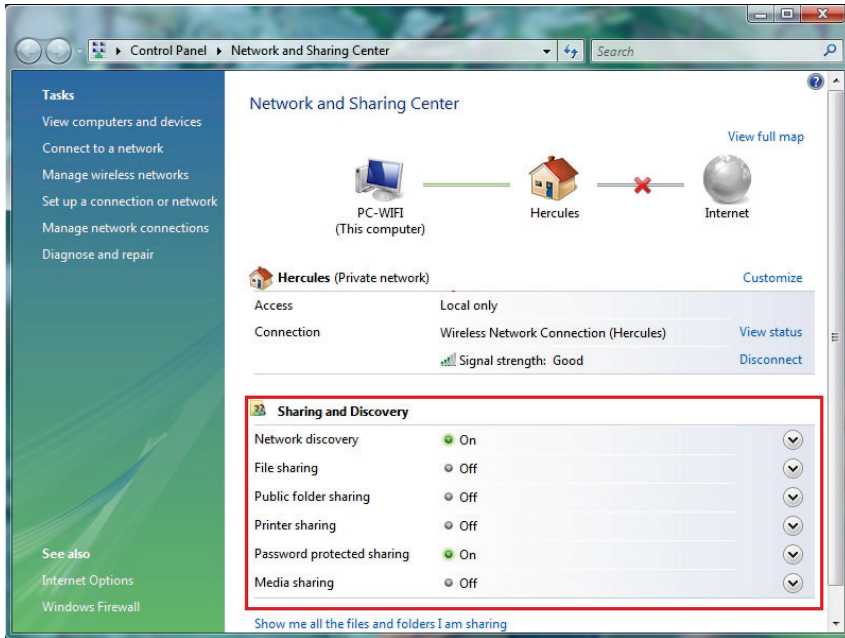 Control Panel Network and Sharing Center Search
Tasks
View computers and devices
Connect to a network
Manage wireless networks
Set up a connection or network
Manage network connections
Diagnose and repair
See also
Internet Options
Windows Firewall
Network and Sharing Center
View full map
PC-WIFI
(This computer)
Hercules
Internet
Hercules (Private network) Customize
Access Local only
Connection Wireless Network Connection (Hercules) View status
Signal strength: Good Disconnect
Sharing and Discovery
Network discovery On
File sharing Off
Public folder sharing Off
Printer sharing Off
Password protected sharing On
Media sharing Off
Show me all the files and folders I am sharing